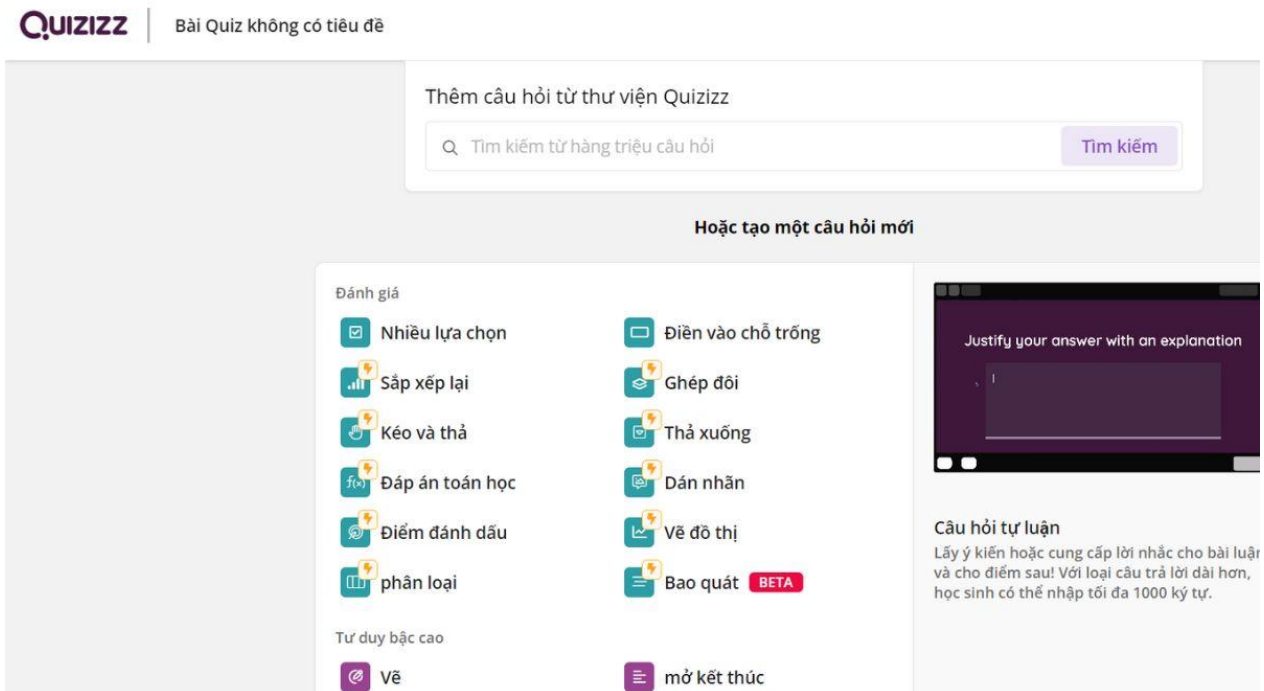 Quizizz
Bài Quiz không có tiêu đề
Thêm câu hỏi từ thư viện Quizizz
Tìm kiếm từ hàng triệu câu hỏi
Tìm kiếm
Hoặc tạo một câu hỏi mới
Đánh giá
Nhiều lựa chọn
Điền vào chỗ trống
Sắp xếp lại
Ghép đôi
Kéo và thả
Thả xuống
f(x)
Đáp án toán học
Dán nhãn
Điểm đánh dấu
Vẽ đồ thị
phân loại
Bao quát BETA
Tư duy bậc cao
Vẽ
mở kết thúc
Justify your answer with an explanation
Câu hỏi tự luận
Lấy ý kiến hoặc cung cấp lời nhắc cho bài luận
và cho điểm sau! Với loại câu trả lời dài hơn,
học sinh có thể nhập tối đa 1000 ký tự.